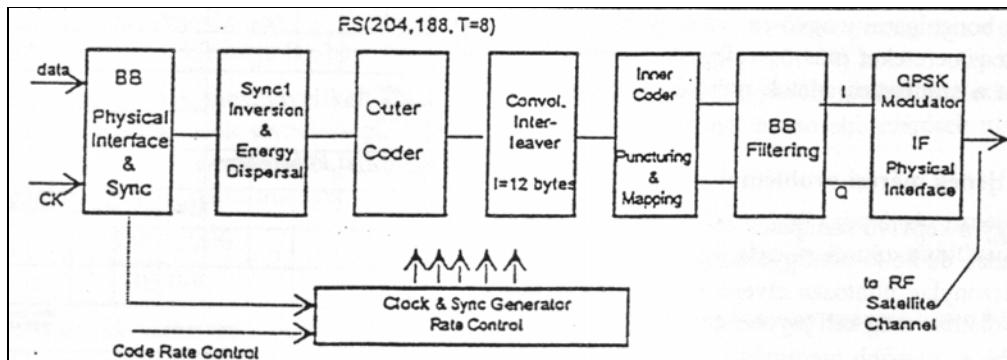 RS(204,188, T=8)
data
CK
BB
Physical
Interface
&
Sync
Sync1
Inversion
&
Energy
Dispersal
Outer
Coder
Convol.
Inter-
leaver
I=12 bytes
Inner
Coder
Puncturing
&
Mapping
BB
Filtering
I
Q
QPSK
Modulator
IF
Physical
Interface
to RF
Satellite
Channel
Clock & Sync Generator
Rate Control
Code Rate Control